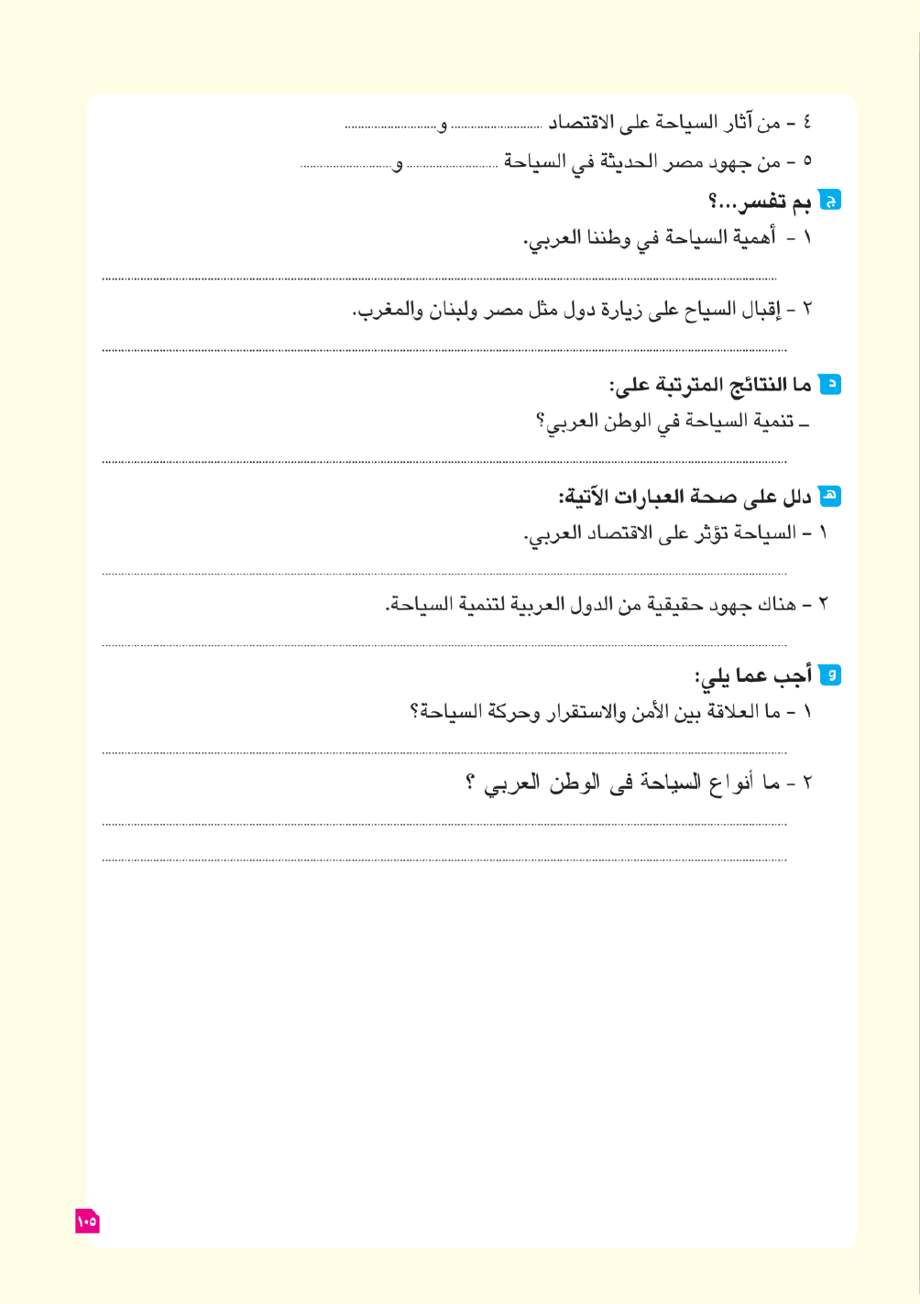 ٤ – من آثار السياحة على الاقتصاد ............................ و............................
٥ – من جهود مصر الحديثة في السياحة ............................ و............................
ج بم تفسر...؟
١ – أهمية السياحة في وطننا العربي.
٢ – إقبال السياح على زيارة دول مثل مصر ولبنان والمغرب.
د ما النتائج المترتبة على:
ــ تنمية السياحة في الوطن العربي؟
هـ دلل على صحة العبارات الآتية:
١ – السياحة تؤثر على الاقتصاد العربي.
٢ – هناك جهود حقيقية من الدول العربية لتنمية السياحة.
و أجب عما يلي:
١ – ما العلاقة بين الأمن والاستقرار وحركة السياحة؟
٢ - ما أنواع السياحة فى الوطن العربي ؟
١٠٥